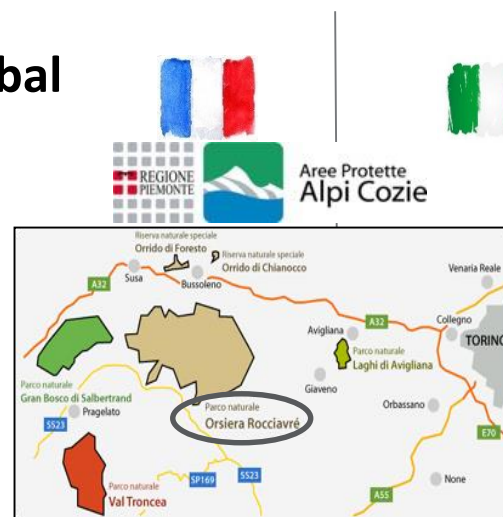 bal
REGIONE
PIEMONTE
Aree Protette
Alpi Cozie
Riserva naturale speciale
Orrido di Foresto
Riserva naturale speciale
Orrido di Chianocco
Venaria Reale
A32
Susa
Bussoleno
Avigliana
A32
Collegno
TORINO
Parco naturale
Laghi di Avigliana
Parco naturale
Gran Bosco di Salbertrand
Giaveno
Orbassano
Pragelato
Parco naturale
Orsiera Rocciavré
SS23
E70
Parco naturale
Val Troncea
SP169
SS23
None
A55